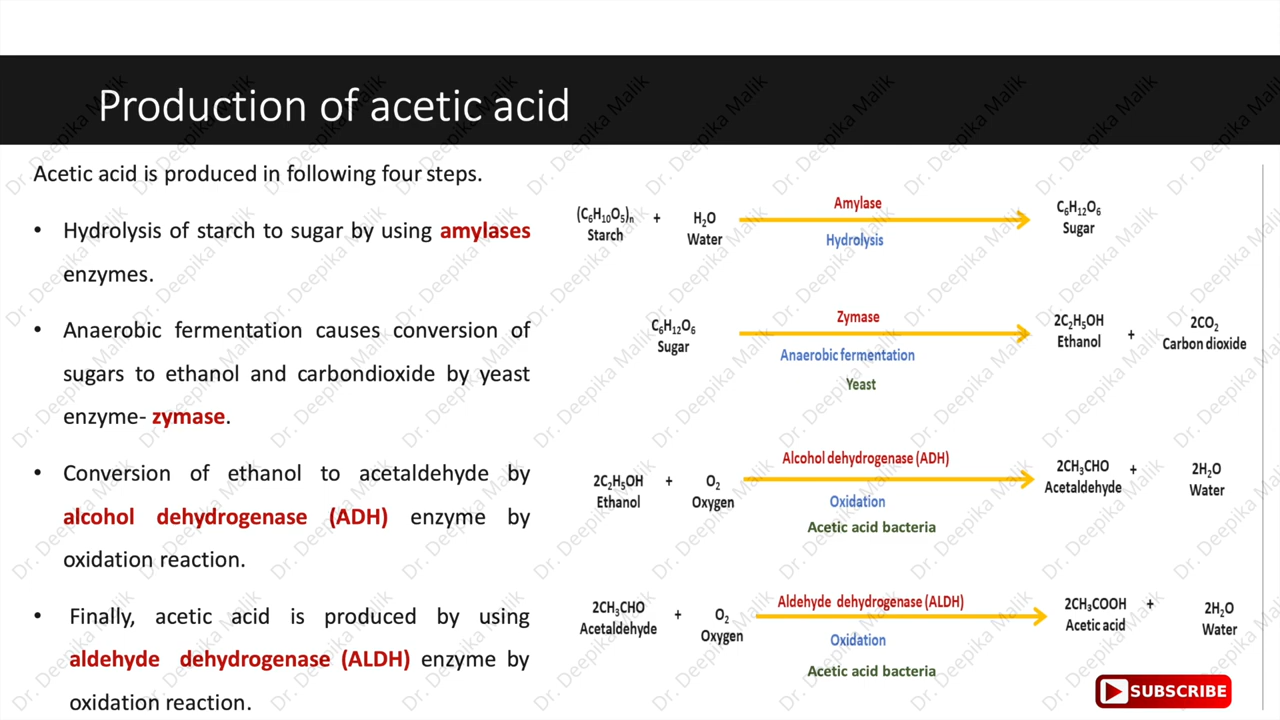 Production of acetic acid
Acetic acid is produced in following four steps.
• Hydrolysis of starch to sugar by using amylases
enzymes.
• Anaerobic fermentation causes conversion of
sugars to ethanol and carbondioxide by yeast
enzyme- zymase.
• Conversion of ethanol to acetaldehyde by
alcohol dehydrogenase (ADH) enzyme by
oxidation reaction.
• Finally, acetic acid is produced by using
aldehyde dehydrogenase (ALDH) enzyme by
oxidation reaction.
Amylase
(C₆H₁₀O₅)ₙ + H₂O C₆H₁₂O₆
Starch Water Sugar
Hydrolysis
Zymase
C₆H₁₂O₆ 2C₂H₅OH + 2CO₂
Sugar Ethanol Carbon dioxide
Anaerobic fermentation
Yeast
Alcohol dehydrogenase (ADH)
2C₂H₅OH + O₂ 2CH₃CHO + 2H₂O
Ethanol Oxygen Acetaldehyde Water
Oxidation
Acetic acid bacteria
Aldehyde dehydrogenase (ALDH)
2CH₃CHO + O₂ 2CH₃COOH + 2H₂O
Acetaldehyde Oxygen Acetic acid Water
Oxidation
Acetic acid bacteria
SUBSCRIBE
Dr. Deepika Malik